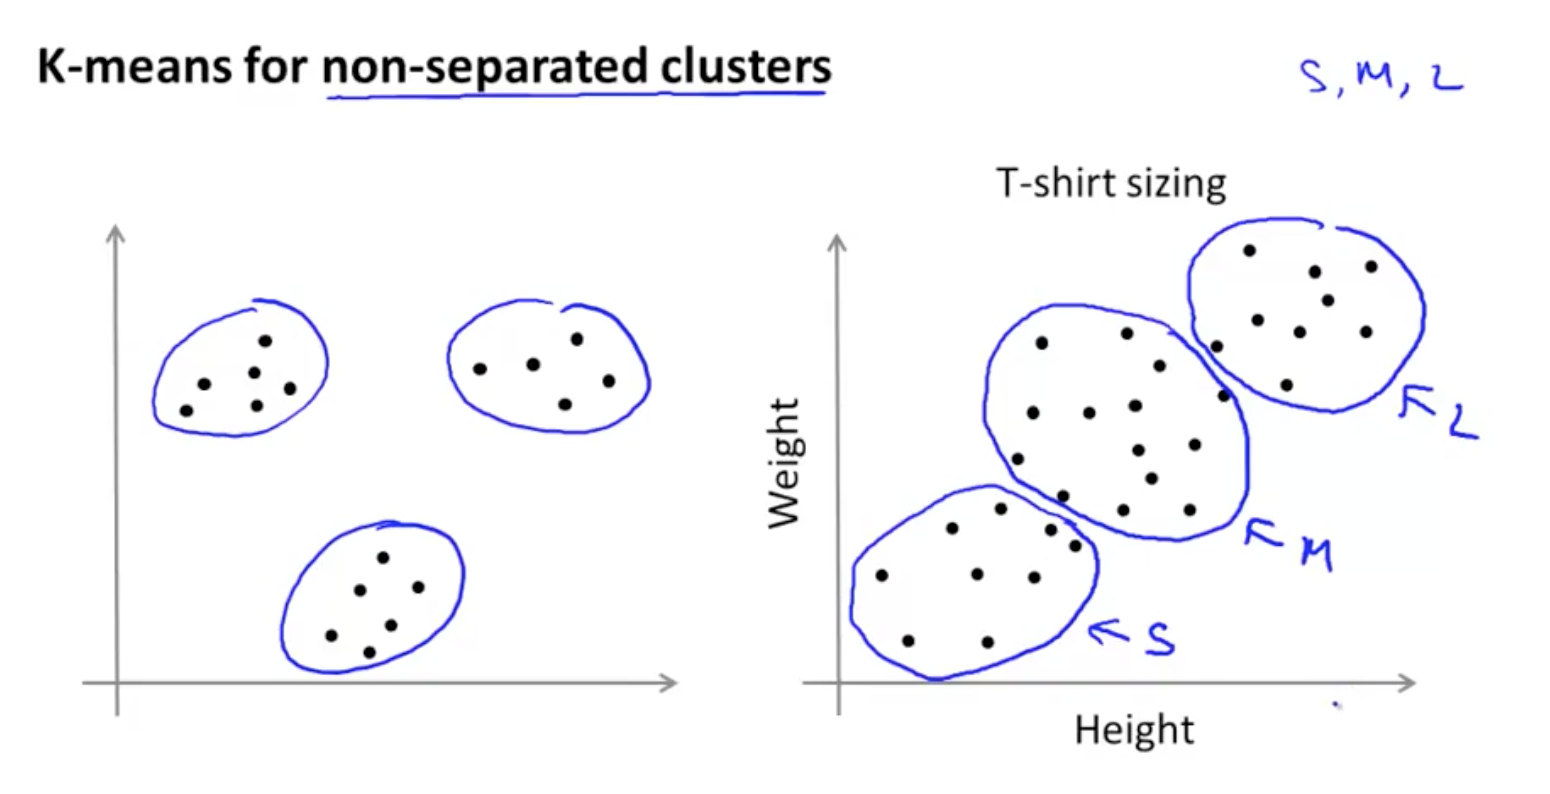 K-means for non-separated clusters
S, M, L
T-shirt sizing
Weight
L
M
S
Height